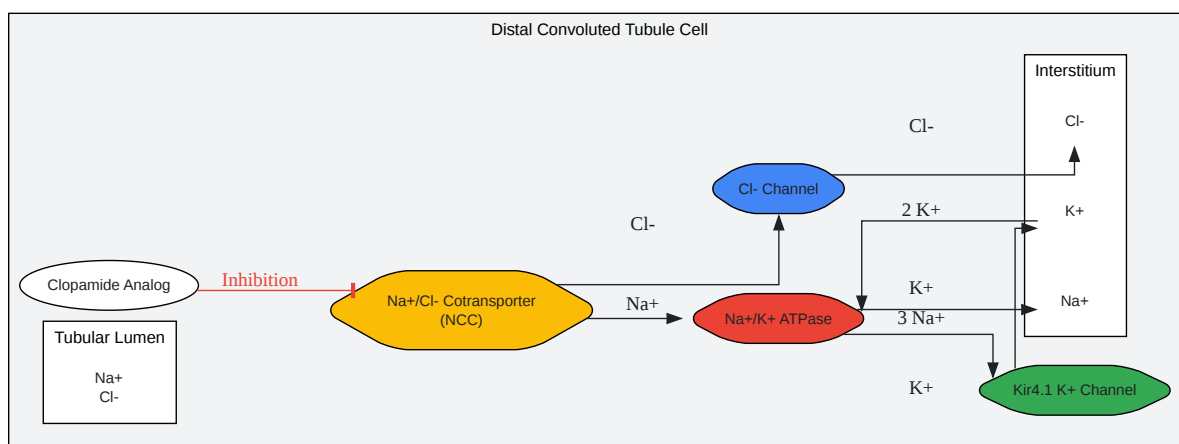 Distal Convoluted Tubule Cell
Interstitium
Cl-
Cl-
Cl- Channel
2 K+
K+
Cl-
Inhibition
Clopamide Analog
Na+/Cl- Cotransporter
(NCC)
Na+
Na+/K+ ATPase
K+
3 Na+
Na+
Tubular Lumen
Na+
Cl-
K+
Kir4.1 K+ Channel